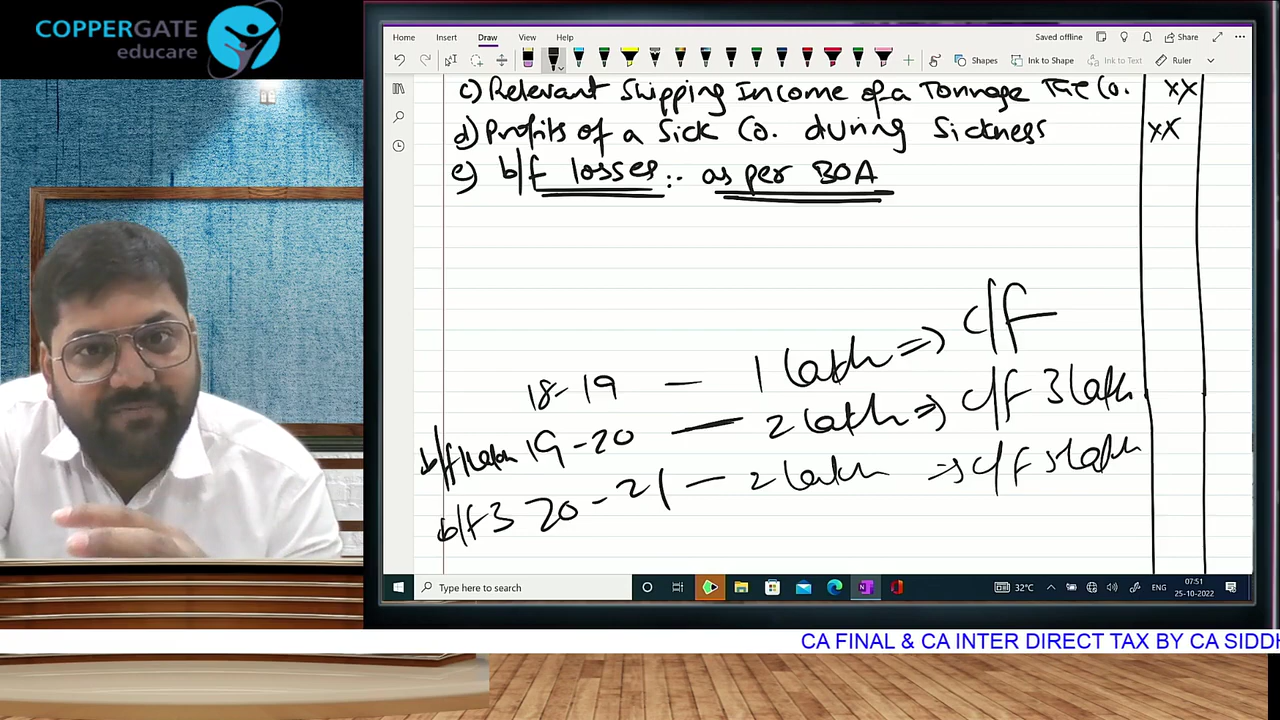 COPPERGATE
educare
Home Insert Draw View Help
Saved offline
Share
Shapes
Ink to Shape
Ink to Text
Ruler
c) Relevant Shipping Income of a Tonnage Tax Co. xx
d) Profits of a Sick Co. during Sickness xx
e) b/f losses :- as per BOA
18-19 — 1 lakh => c/f
b/f 1 lakh 19-20 — 2 lakh => c/f 3 lakh
b/f 3 20-21 — 2 lakh => c/f 5 lakh
Type here to search
32°C
ENG
07:51
25-10-2022
CA FINAL & CA INTER DIRECT TAX BY CA SIDDH